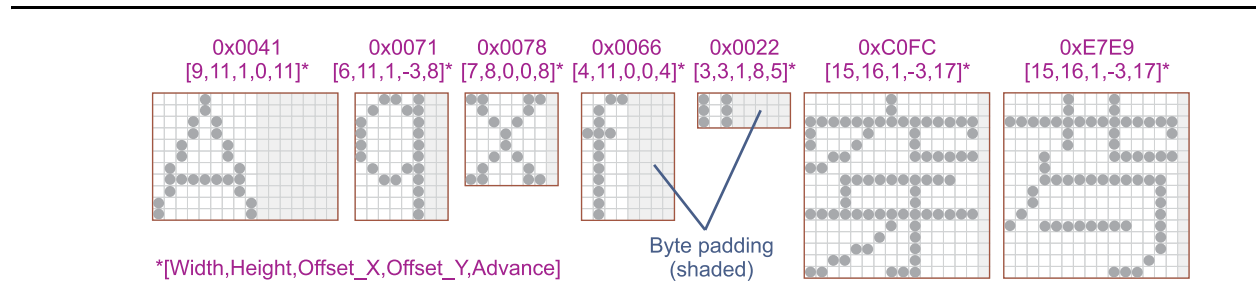 0x0041 0x0071 0x0078 0x0066 0x0022 0xC0FC 0xE7E9
[9,11,1,0,11]* [6,11,1,-3,8]* [7,8,0,0,8]* [4,11,0,0,4]* [3,3,1,8,5]* [15,16,1,-3,17]* [15,16,1,-3,17]*
Byte padding
(shaded)
*[Width,Height,Offset_X,Offset_Y,Advance]